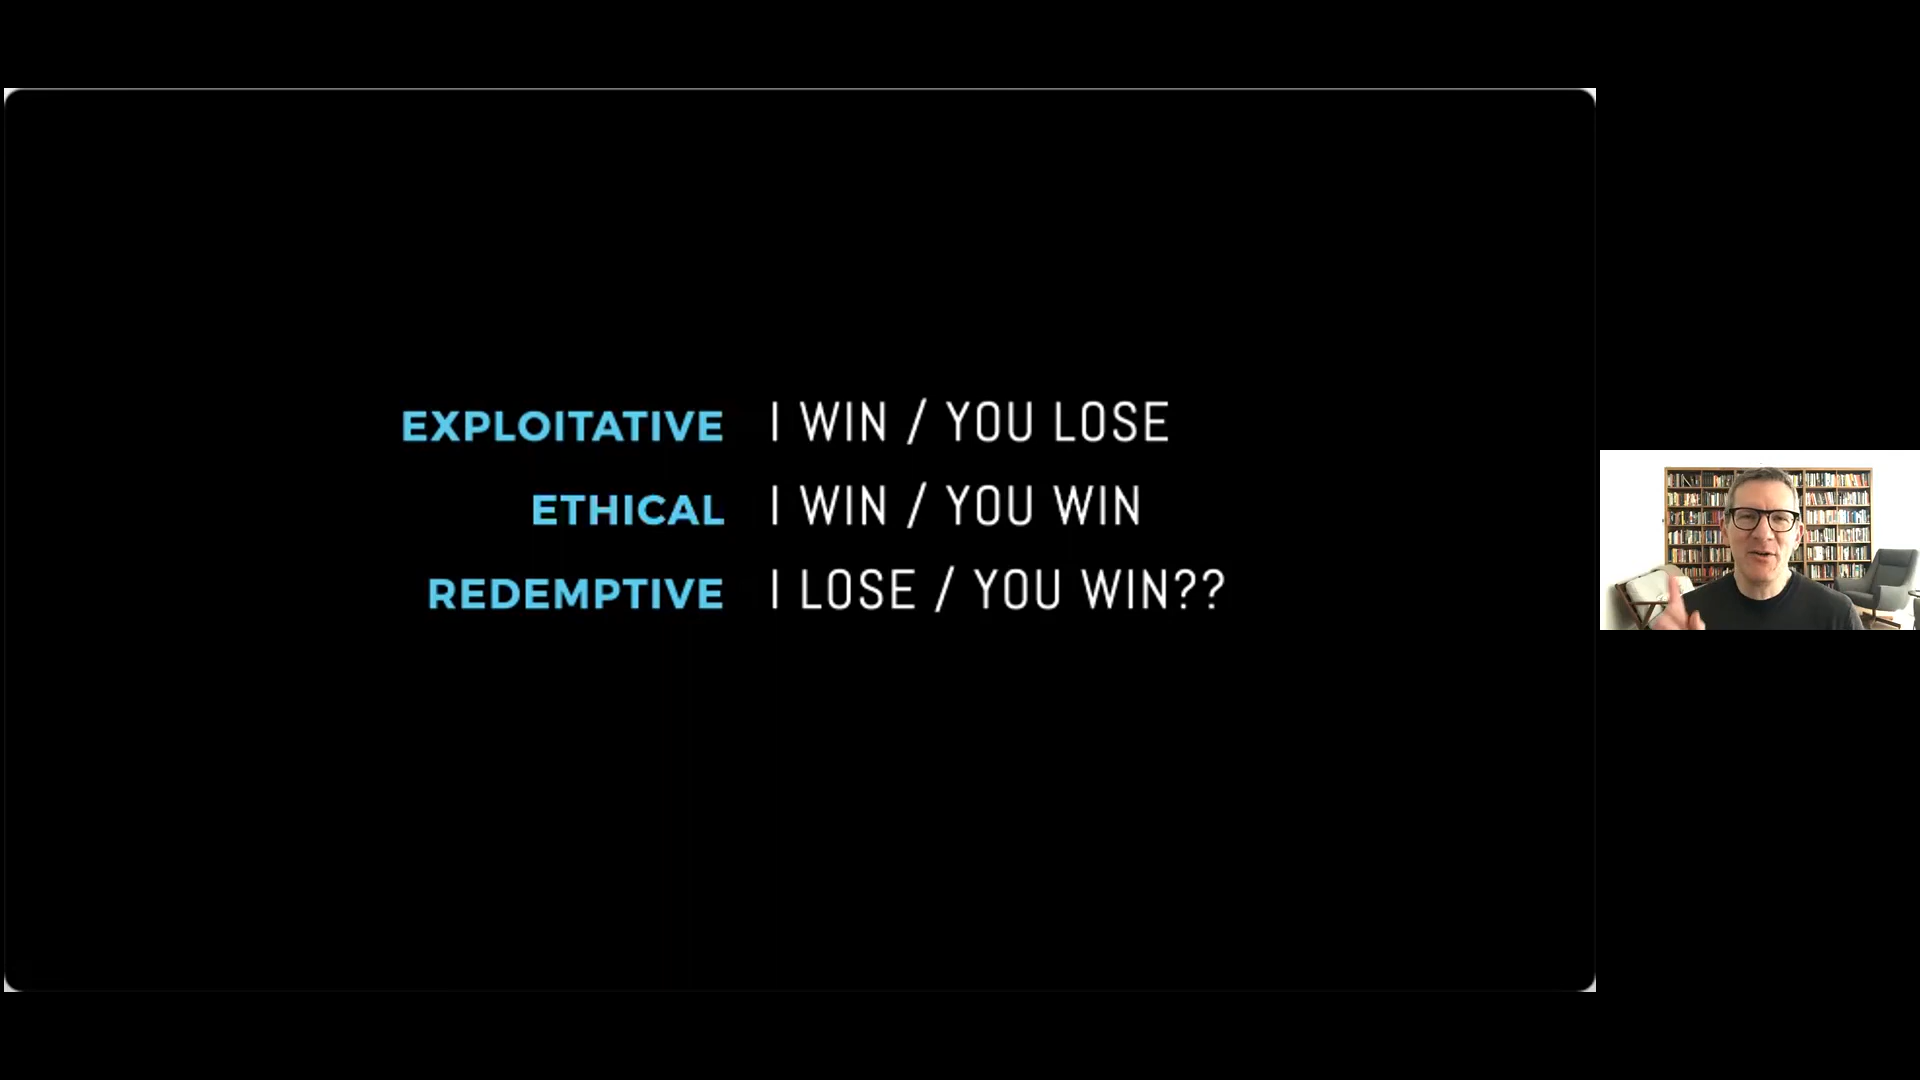 EXPLOITATIVE I WIN / YOU LOSE
ETHICAL I WIN / YOU WIN
REDEMPTIVE I LOSE / YOU WIN??